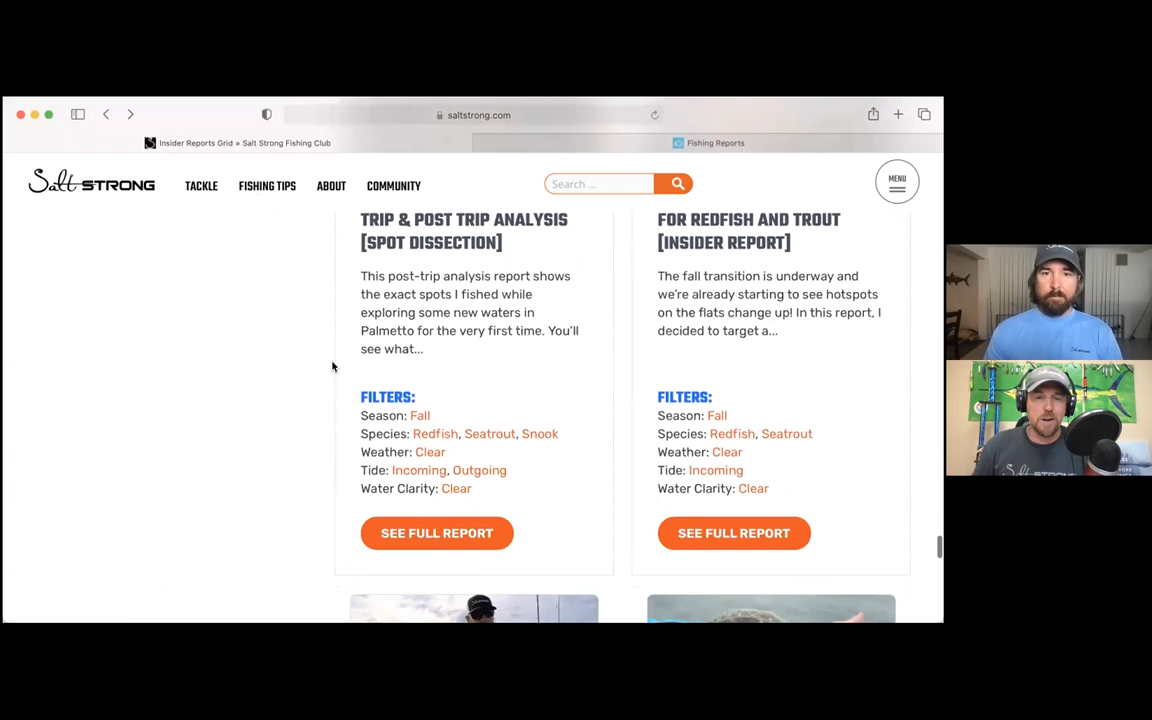 saltstrong.com
Insider Reports Grid » Salt Strong Fishing Club
Fishing Reports
Salt STRONG
TACKLE
FISHING TIPS
ABOUT
COMMUNITY
Search ...
MENU
TRIP & POST TRIP ANALYSIS
[SPOT DISSECTION]
This post-trip analysis report shows
the exact spots I fished while
exploring some new waters in
Palmetto for the very first time. You'll
see what...
FILTERS:
Season: Fall
Species: Redfish, Seatrout, Snook
Weather: Clear
Tide: Incoming, Outgoing
Water Clarity: Clear
SEE FULL REPORT
FOR REDFISH AND TROUT
[INSIDER REPORT]
The fall transition is underway and
we're already starting to see hotspots
on the flats change up! In this report, I
decided to target a...
FILTERS:
Season: Fall
Species: Redfish, Seatrout
Weather: Clear
Tide: Incoming
Water Clarity: Clear
SEE FULL REPORT
Salt STRONG